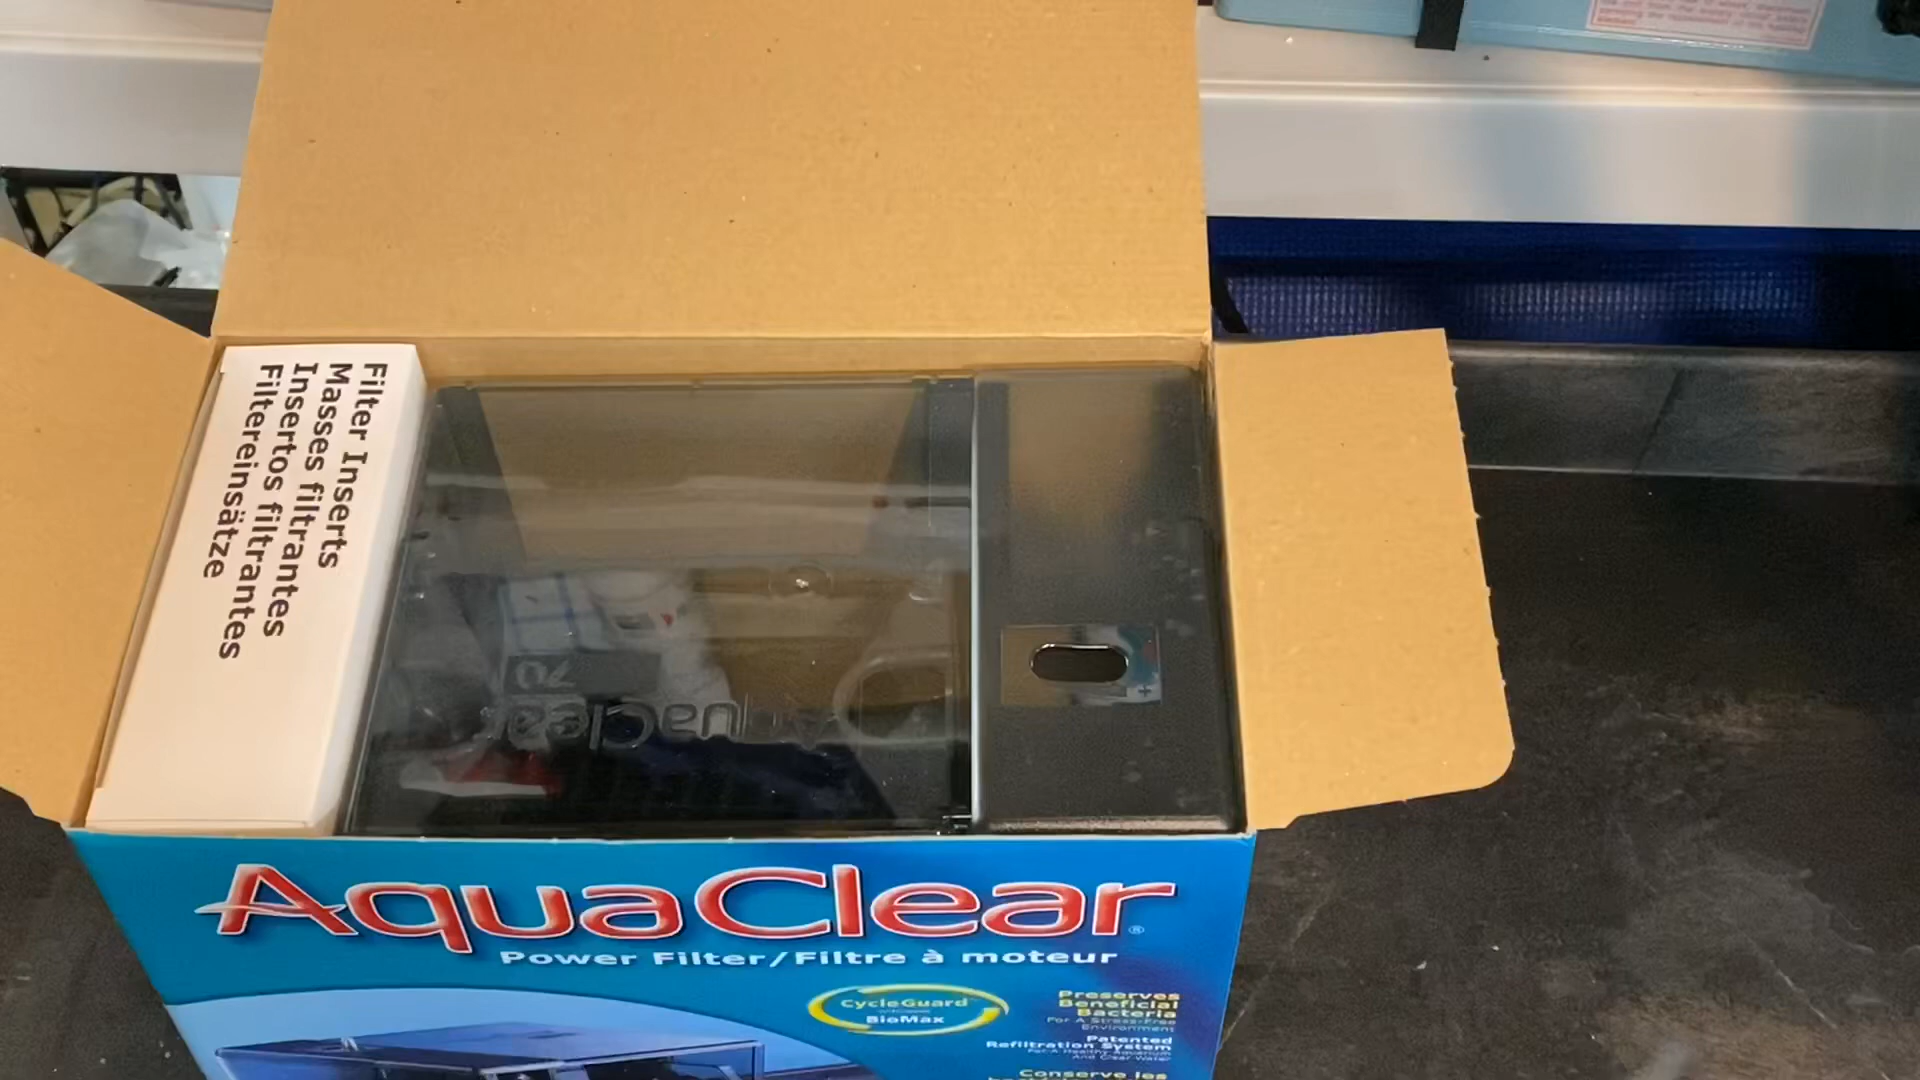 Filter Inserts
Masses filtrantes
Insertos filtrantes
Filtereinsätze
70
AquaClear
+
AquaClear®
Power Filter/Filtre à moteur
CycleGuard™
BioMax
Preserves
Beneficial
Bacteria
For A Stress-Free
Environment
Patented
Refiltration System
For A Healthy Aquarium
And Clear Water
Conserve les